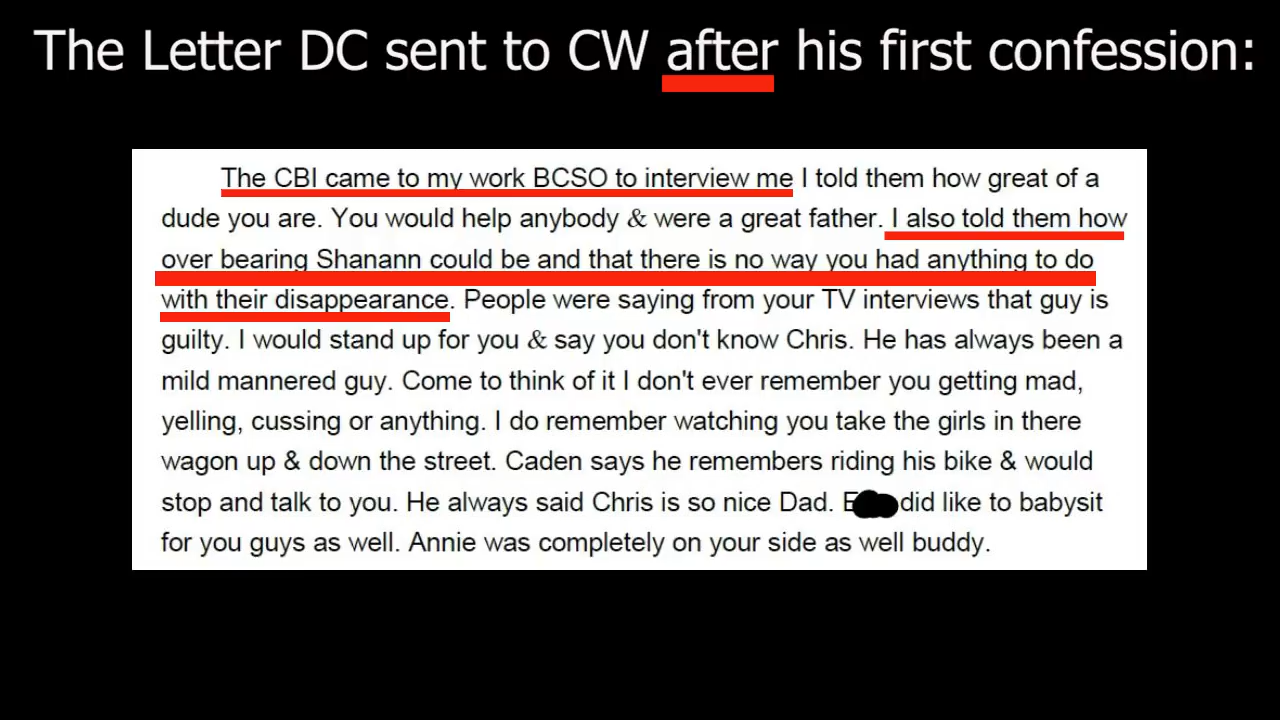 The Letter DC sent to CW after his first confession:
The CBI came to my work BCSO to interview me I told them how great of a
dude you are. You would help anybody & were a great father. I also told them how
over bearing Shanann could be and that there is no way you had anything to do
with their disappearance. People were saying from your TV interviews that guy is
guilty. I would stand up for you & say you don't know Chris. He has always been a
mild mannered guy. Come to think of it I don't ever remember you getting mad,
yelling, cussing or anything. I do remember watching you take the girls in there
wagon up & down the street. Caden says he remembers riding his bike & would
stop and talk to you. He always said Chris is so nice Dad. E did like to babysit
for you guys as well. Annie was completely on your side as well buddy.